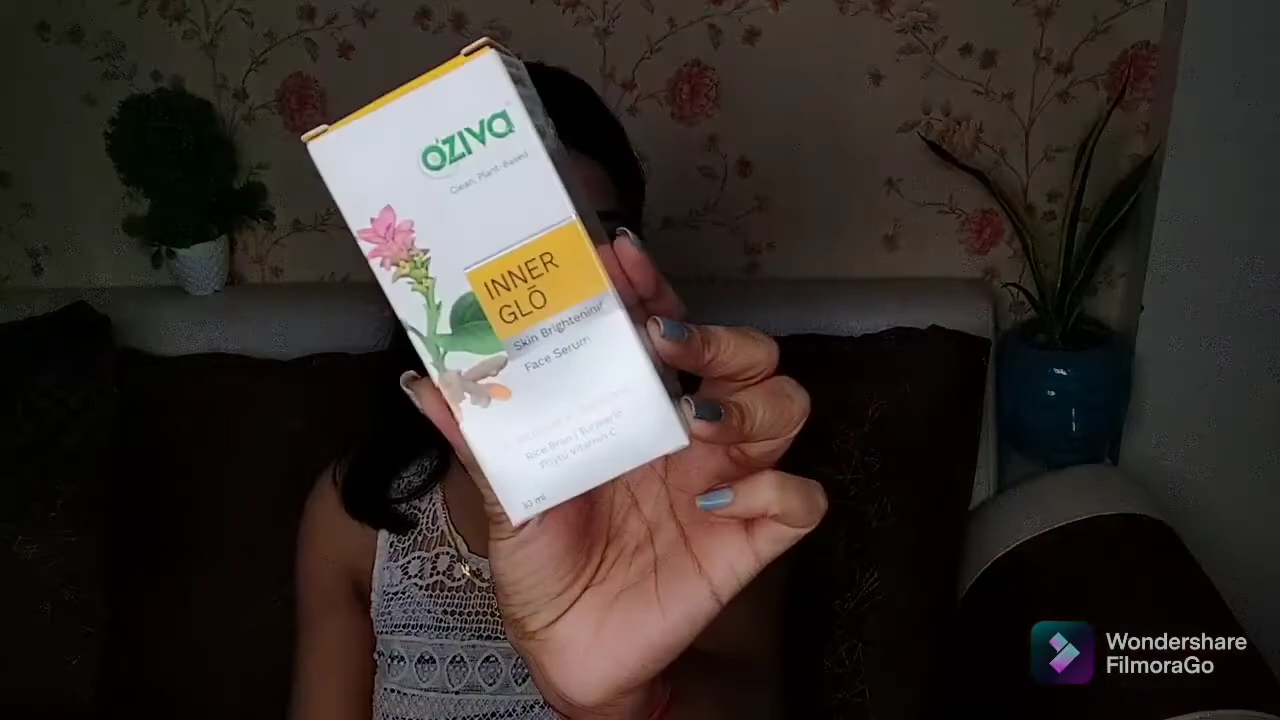 OZIVA
Clean, Plant-Based
INNER
GLŌ
Skin Brightening
Face Serum
Rice Bran | Turmeric
Phyto Vitamin C
30 ml
Wondershare
FilmoraGo